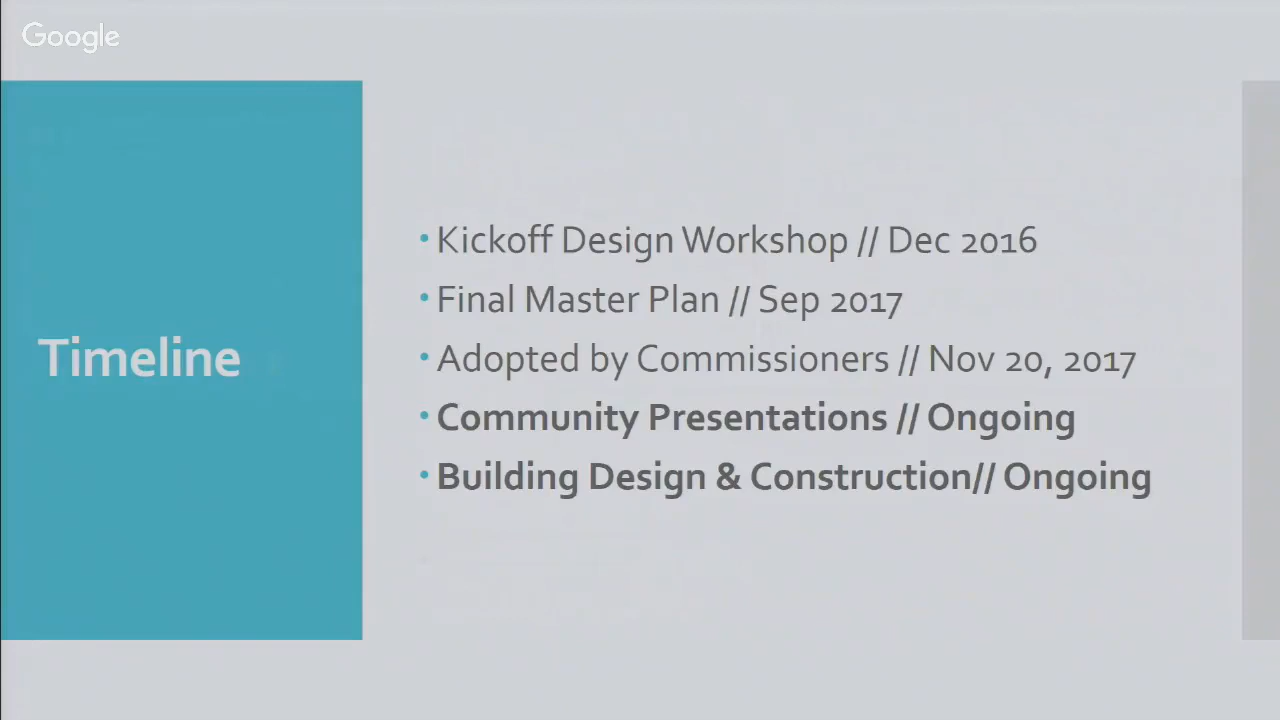 Google
Timeline
• Kickoff Design Workshop // Dec 2016
• Final Master Plan // Sep 2017
• Adopted by Commissioners // Nov 20, 2017
• Community Presentations // Ongoing
• Building Design & Construction// Ongoing